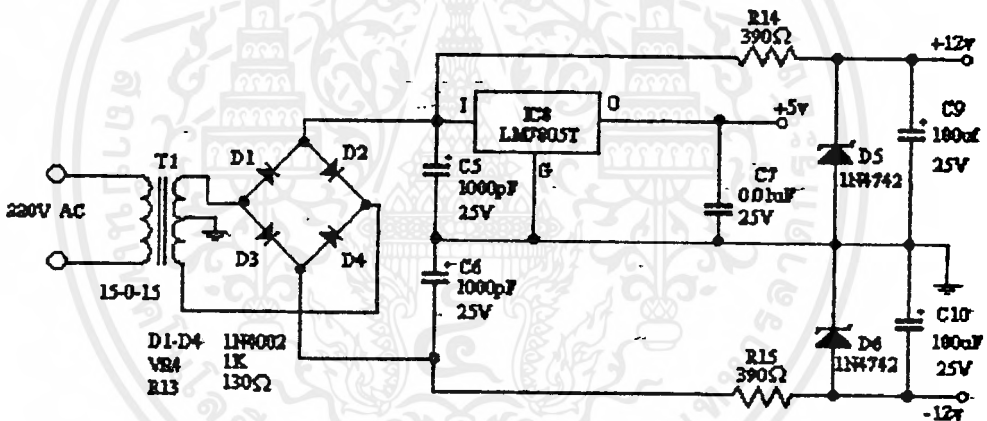 R14
390Ω
+12v
I
IC8
LM7805T
O
G
+5v
C9
100uf
25V
T1
D1
D2
D3
D4
220V AC
15-0-15
C5
1000pF
25V
C7
0.01uF
25V
D5
1N4742
C6
1000pF
25V
C10
100uF
25V
D6
1N4742
R15
390Ω
-12v
D1-D4 1N4002
VR4 1K
R13 130Ω